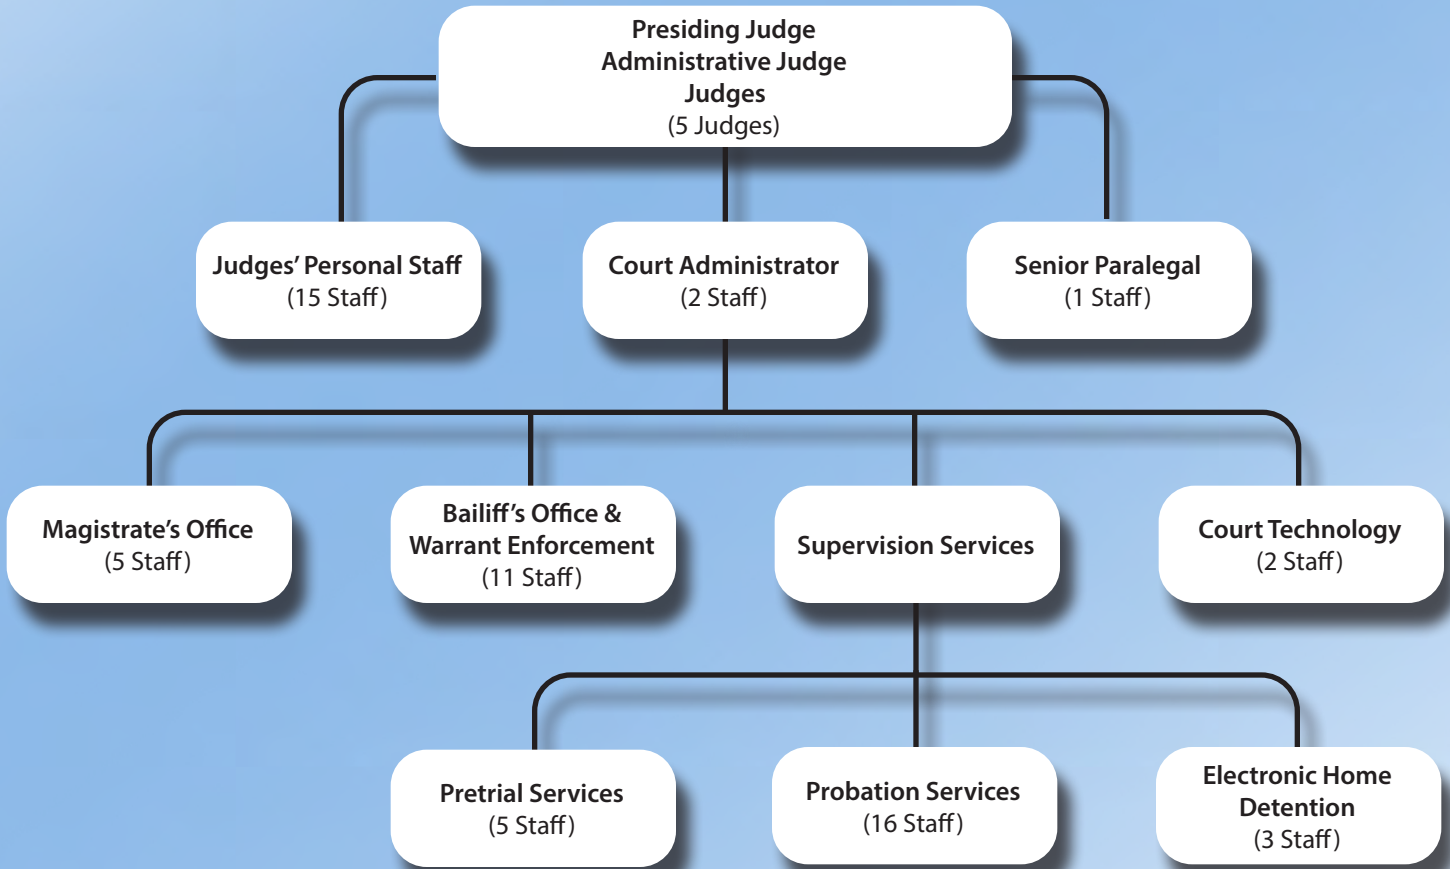 Presiding Judge
Administrative Judge
Judges
(5 Judges)
Judges’ Personal Staff
(15 Staff)
Court Administrator
(2 Staff)
Senior Paralegal
(1 Staff)
Magistrate’s Office
(5 Staff)
Bailiff’s Office &
Warrant Enforcement
(11 Staff)
Supervision Services
Court Technology
(2 Staff)
Pretrial Services
(5 Staff)
Probation Services
(16 Staff)
Electronic Home
Detention
(3 Staff)